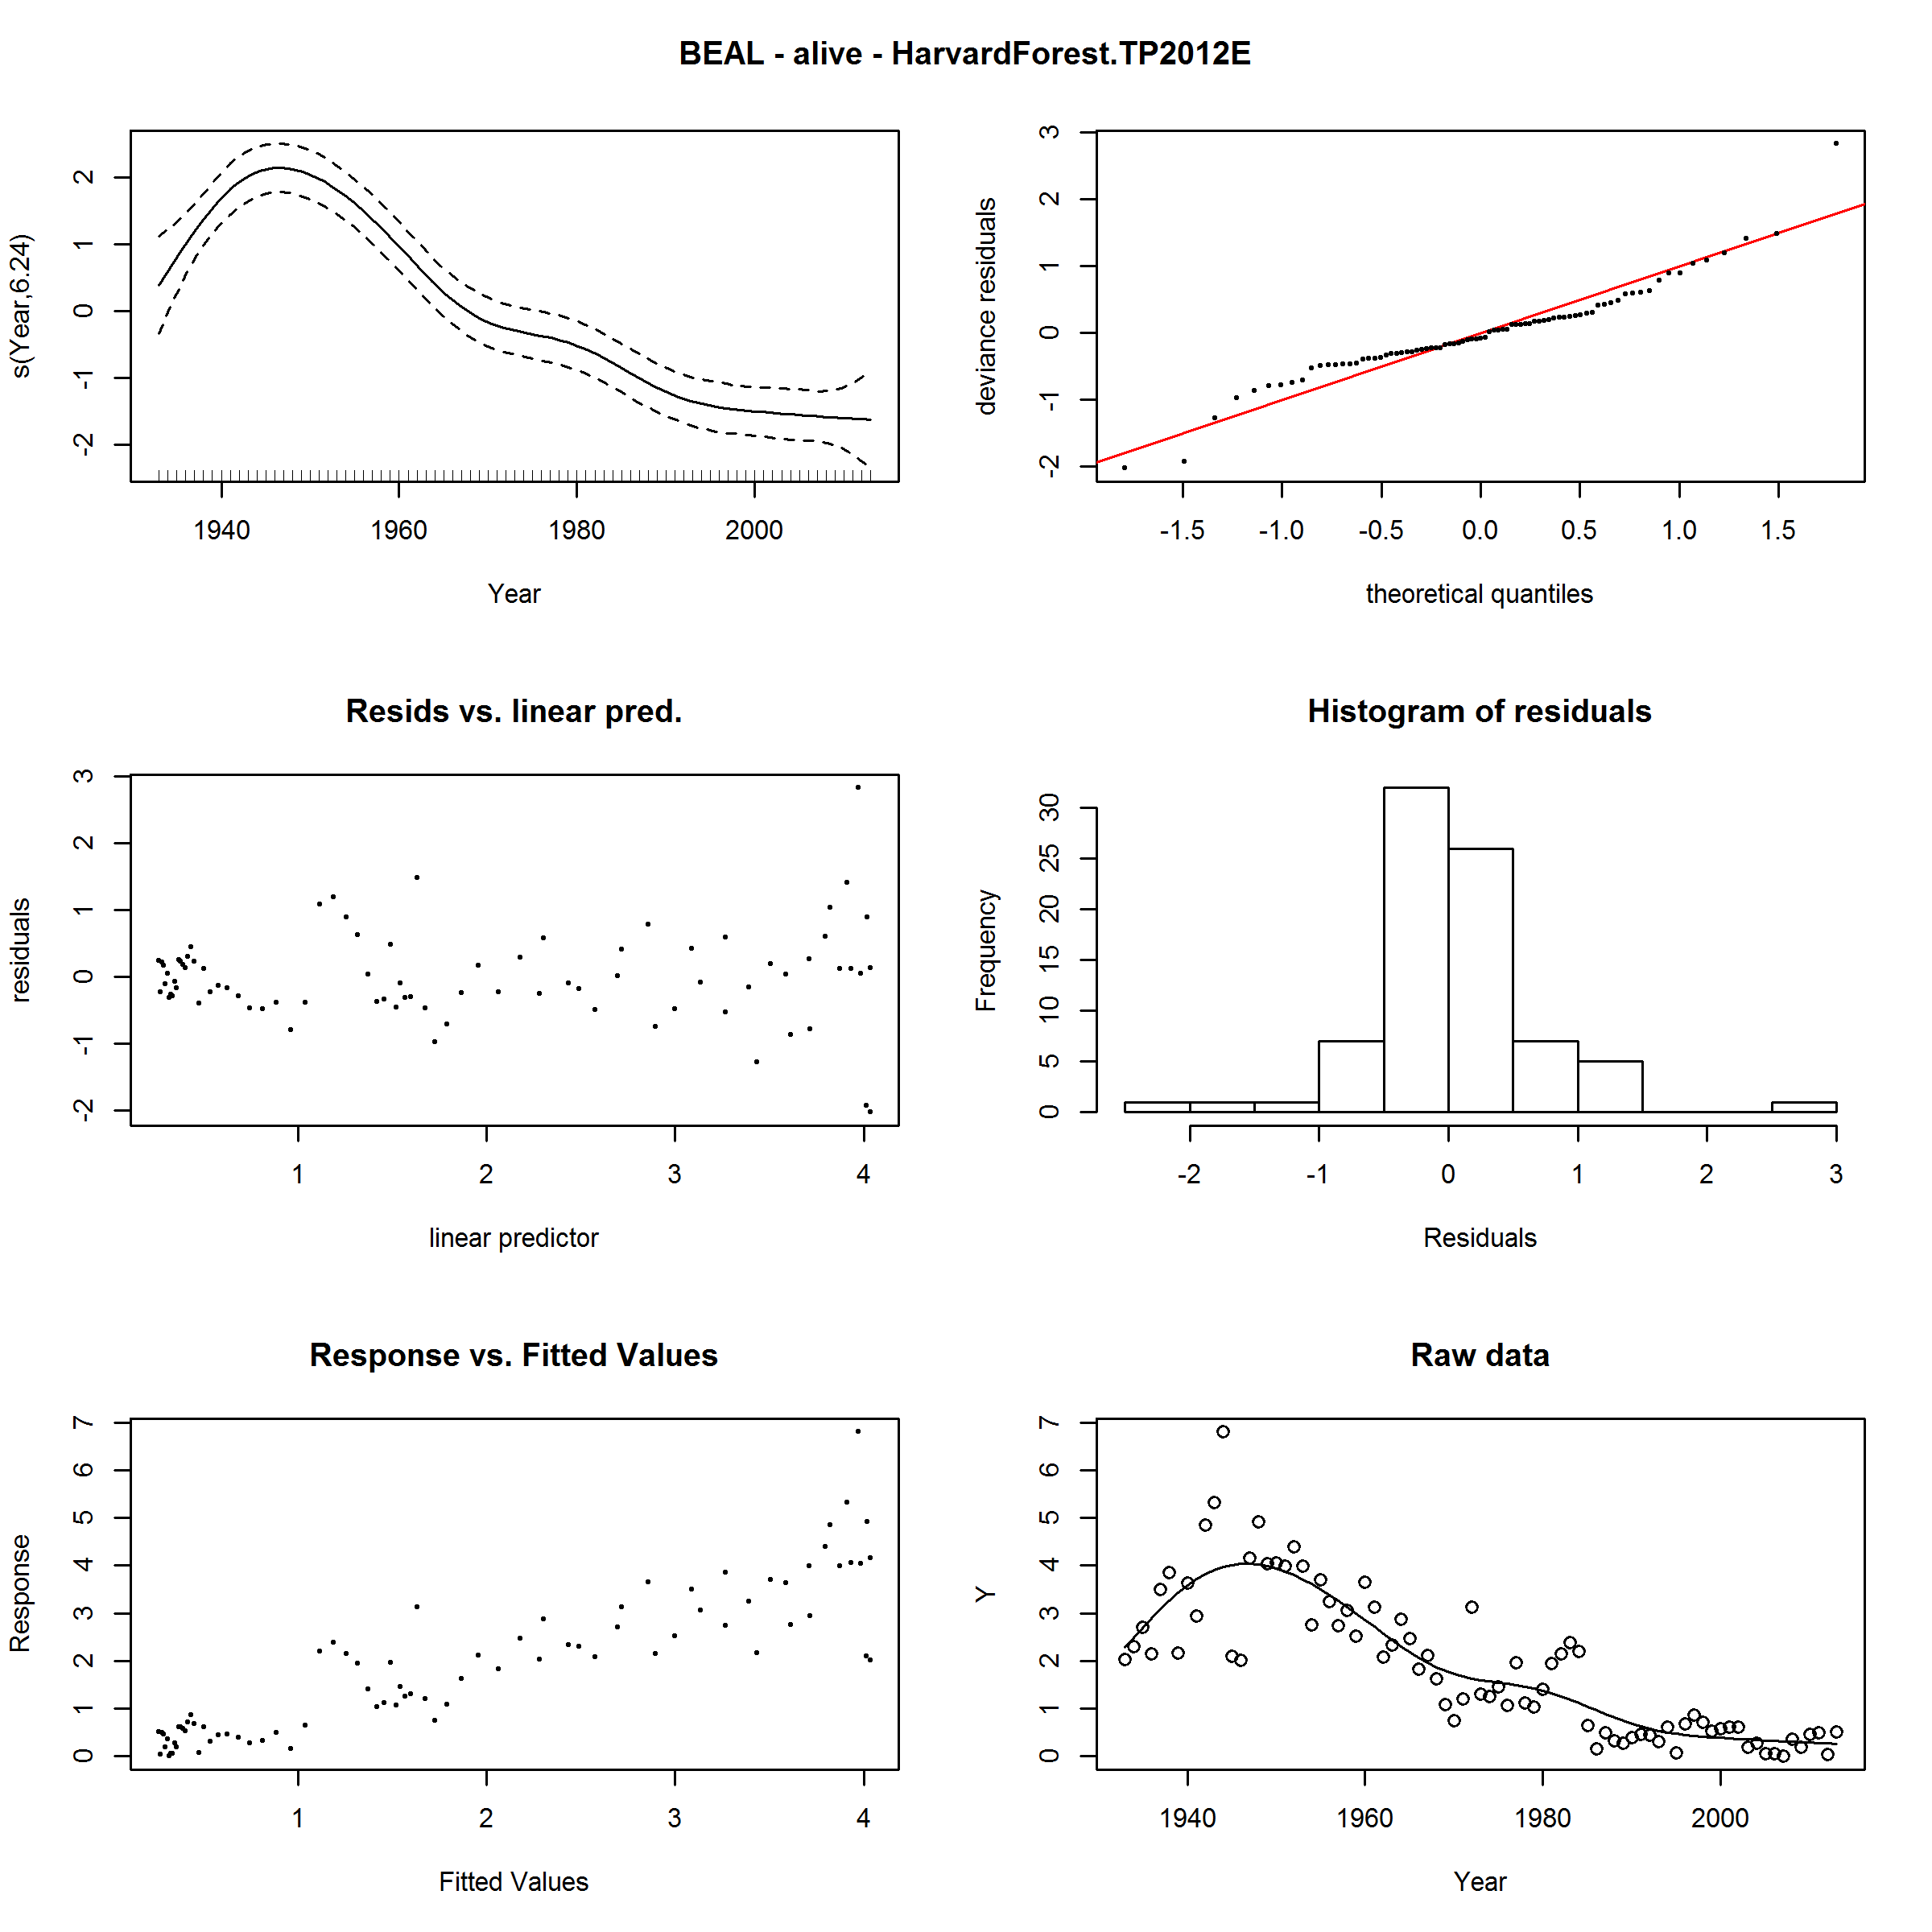 BEAL - alive - HarvardForest.TP2012E
s(Year,6.24)
2
1
0
-1
-2
1940 1960 1980 2000
Year
deviance residuals
3
2
1
0
-1
-2
-1.5 -1.0 -0.5 0.0 0.5 1.0 1.5
theoretical quantiles
Resids vs. linear pred.
residuals
3
2
1
0
-1
-2
1 2 3 4
linear predictor
Histogram of residuals
Frequency
30
25
20
15
10
5
0
-2 -1 0 1 2 3
Residuals
Response vs. Fitted Values
Response
7
6
5
4
3
2
1
0
1 2 3 4
Fitted Values
Raw data
Y
7
6
5
4
3
2
1
0
1940 1960 1980 2000
Year